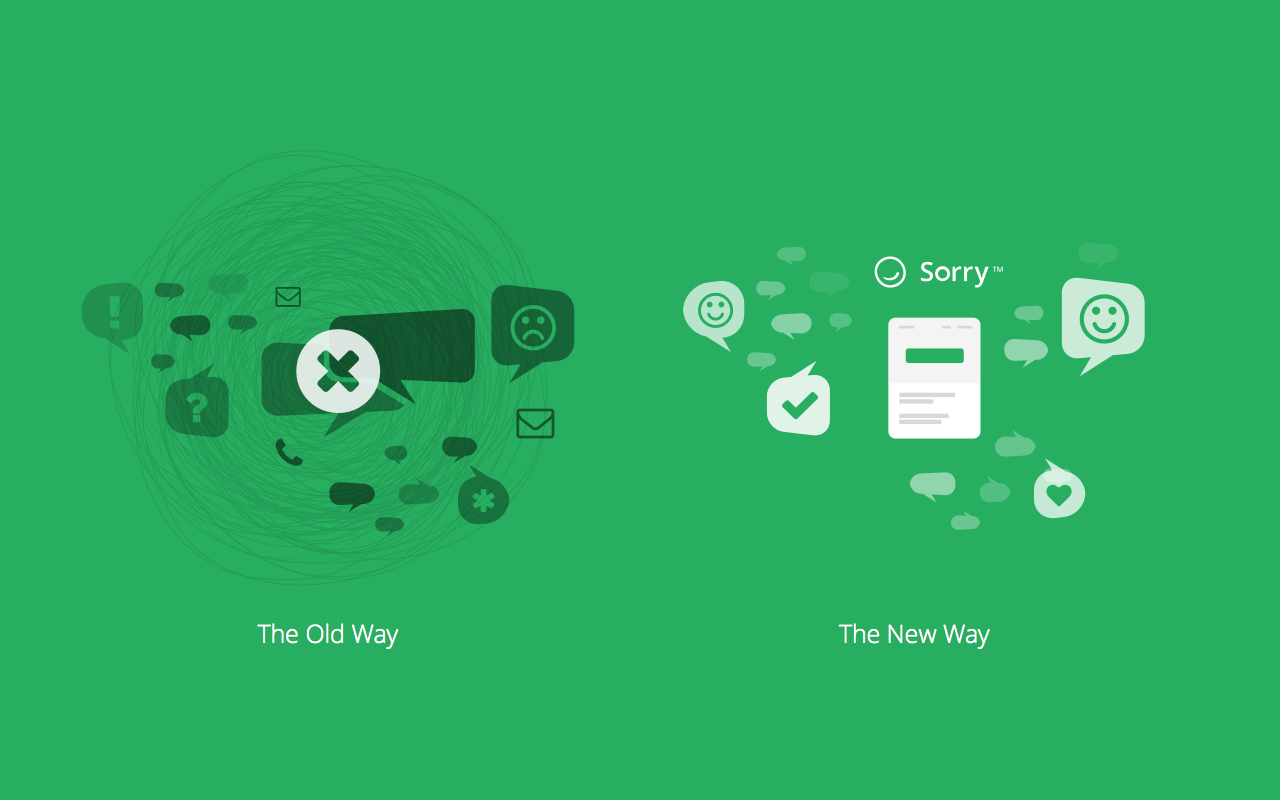 !
?
*
Sorry™
The Old Way
The New Way